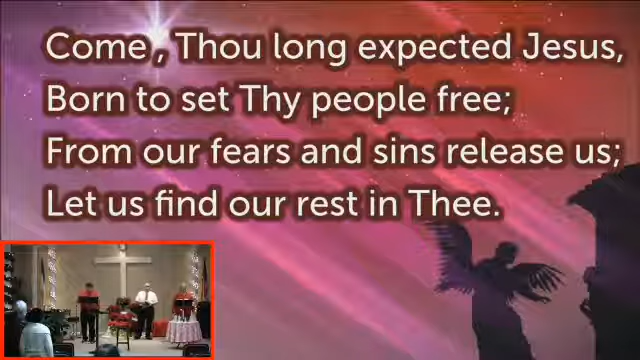 Come , Thou long expected Jesus,
Born to set Thy people free;
From our fears and sins release us;
Let us find our rest in Thee.